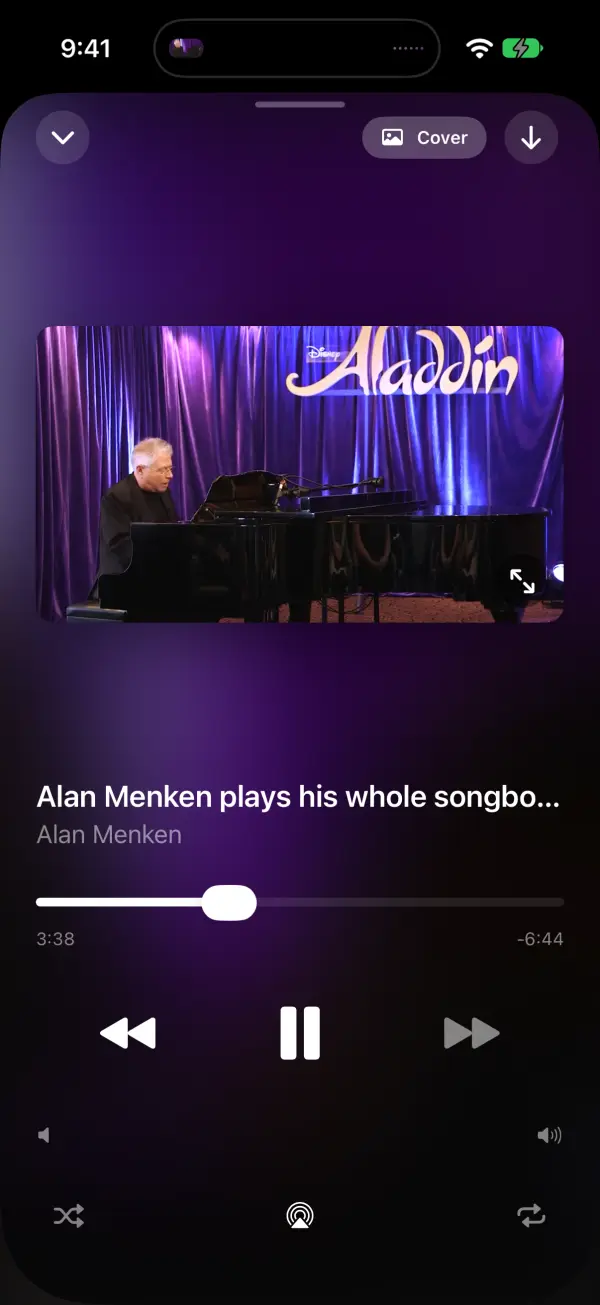 9:41
Cover
Disney
Aladdin
Alan Menken plays his whole songbo...
Alan Menken
3:38
-6:44